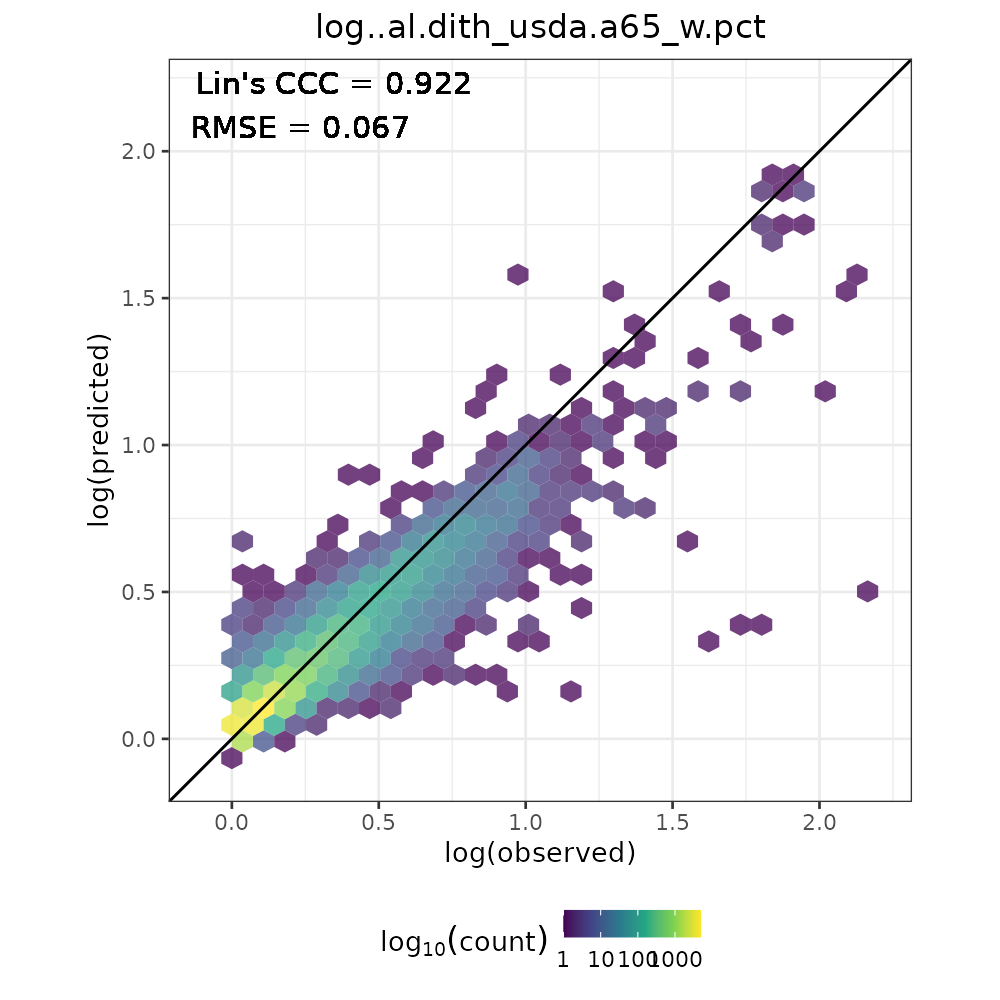 log..al.dith_usda.a65_w.pct
Lin's CCC = 0.922
RMSE = 0.067
log(predicted)
2.0
1.5
1.0
0.5
0.0
0.0 0.5 1.0 1.5 2.0
log(observed)
log10(count)
1 10 100 1000